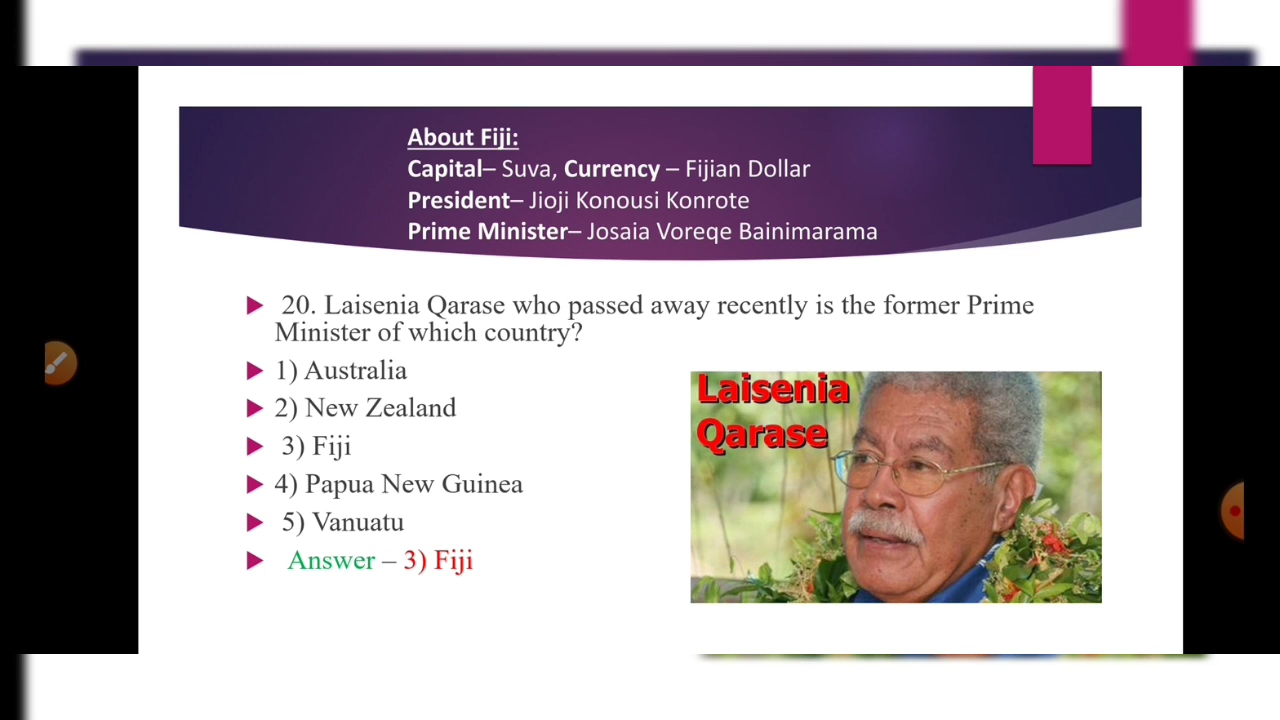 About Fiji:
Capital– Suva, Currency – Fijian Dollar
President– Jioji Konousi Konrote
Prime Minister– Josaia Voreqe Bainimarama
20. Laisenia Qarase who passed away recently is the former Prime
Minister of which country?
1) Australia
2) New Zealand
3) Fiji
4) Papua New Guinea
5) Vanuatu
Answer – 3) Fiji
Laisenia
Qarase